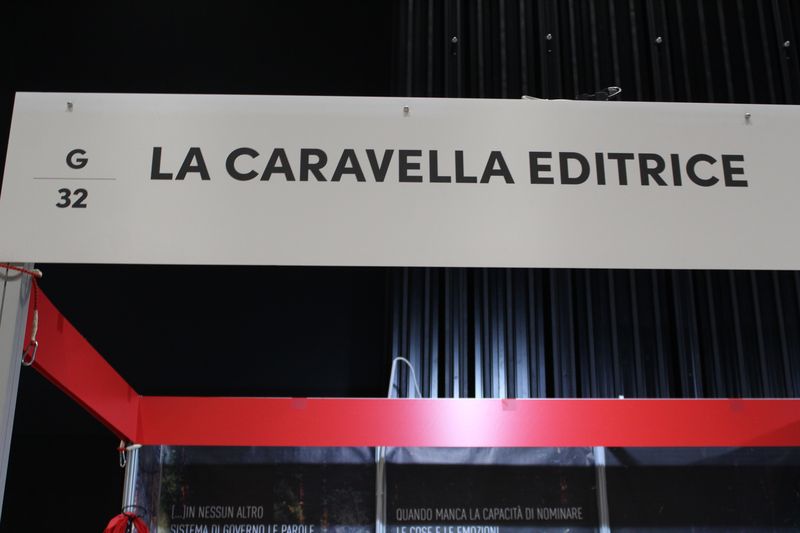 G
32
LA CARAVELLA EDITRICE
[...]IN NESSUN ALTRO
SISTEMA DI GOVERNO LE PAROLE
QUANDO MANCA LA CAPACITÀ DI NOMINARE
LE COSE E LE EMOZIONI